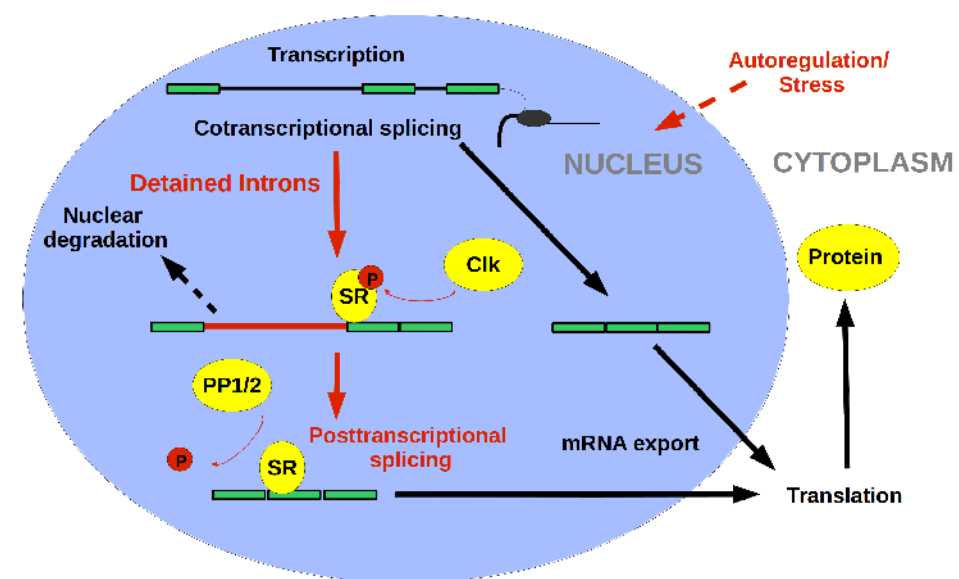 Transcription
Autoregulation/
Stress
Cotranscriptional splicing
NUCLEUS
CYTOPLASM
Detained Introns
Nuclear
degradation
Clk
P
SR
Protein
PP1/2
Posttranscriptional
splicing
mRNA export
P
SR
Translation